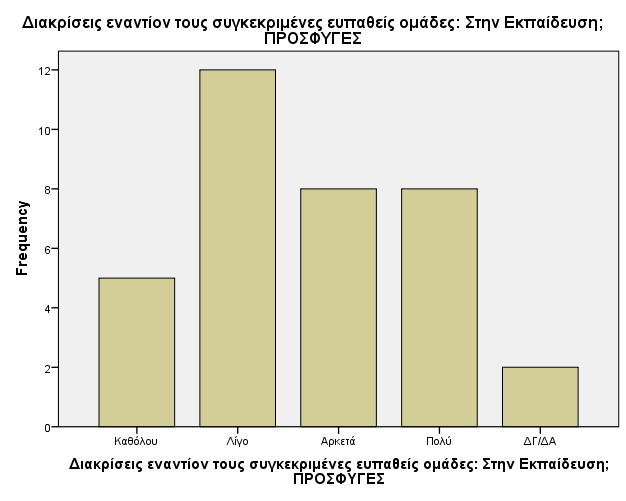 Διακρίσεις εναντίον τους συγκεκριμένες ευπαθείς ομάδες: Στην Εκπαίδευση;
ΠΡΟΣΦΥΓΕΣ
12
10
8
6
4
2
0
Frequency
Καθόλου
Λίγο
Αρκετά
Πολύ
ΔΓ/ΔΑ
Διακρίσεις εναντίον τους συγκεκριμένες ευπαθείς ομάδες: Στην Εκπαίδευση;
ΠΡΟΣΦΥΓΕΣ